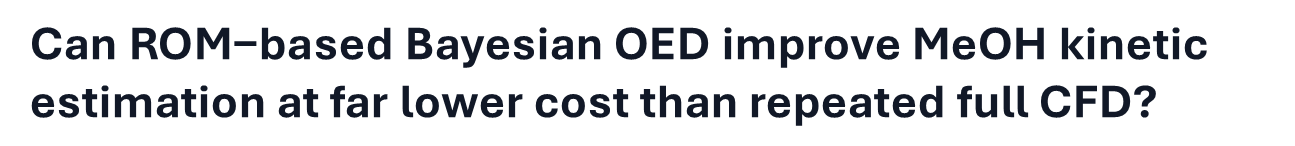 Can ROM–based Bayesian OED improve MeOH kinetic
estimation at far lower cost than repeated full CFD?